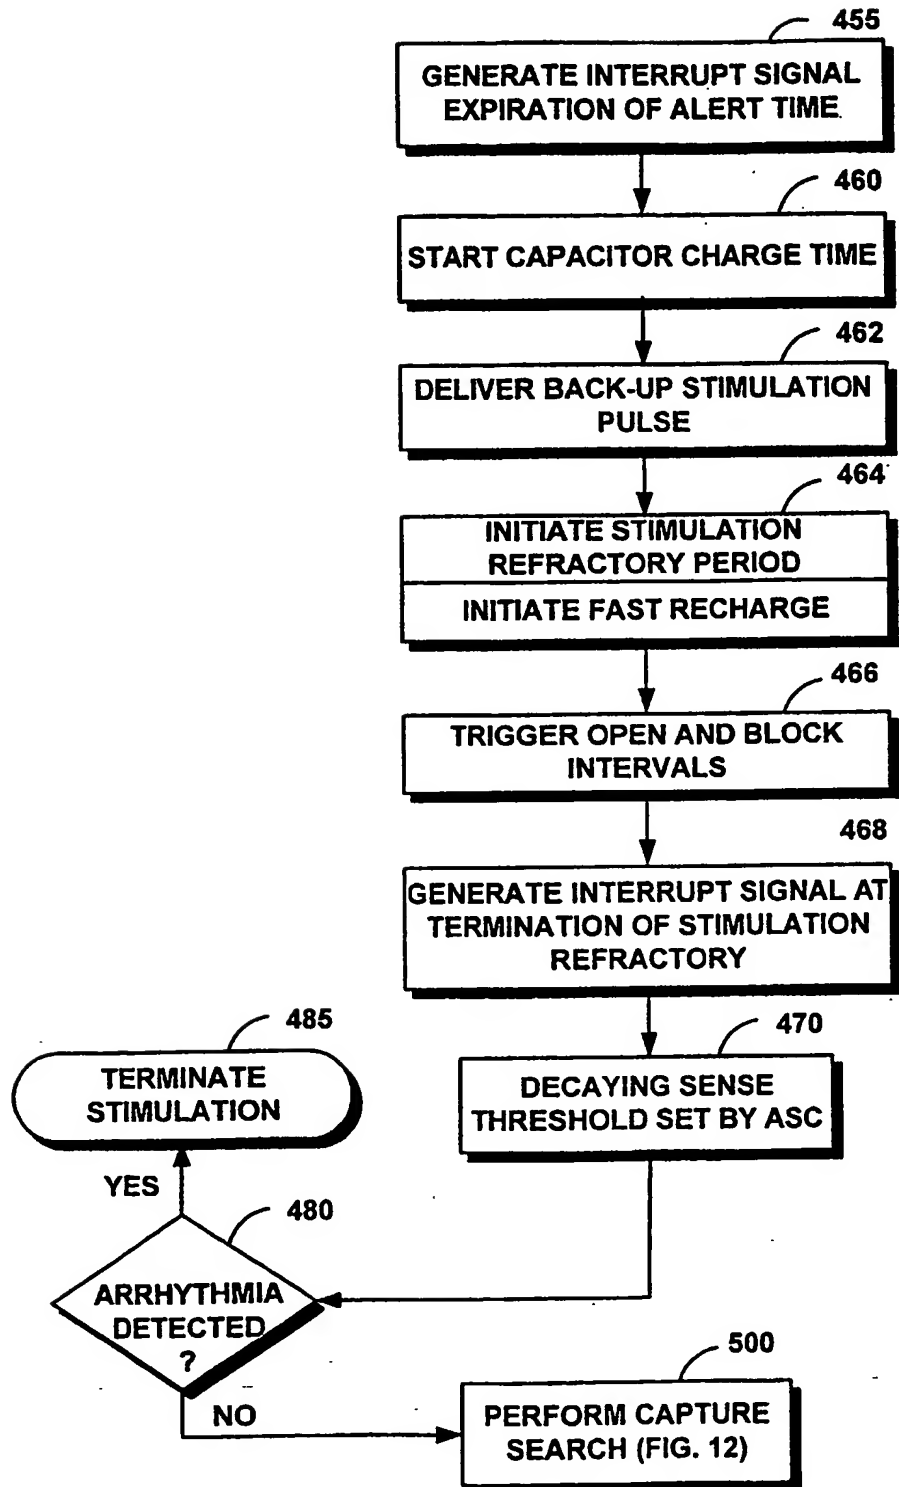 455
GENERATE INTERRUPT SIGNAL
EXPIRATION OF ALERT TIME.
460
START CAPACITOR CHARGE TIME
462
DELIVER BACK-UP STIMULATION
PULSE
464
INITIATE STIMULATION
REFRACTORY PERIOD
INITIATE FAST RECHARGE
466
TRIGGER OPEN AND BLOCK
INTERVALS
468
GENERATE INTERRUPT SIGNAL AT
TERMINATION OF STIMULATION
REFRACTORY
470
DECAYING SENSE
THRESHOLD SET BY ASC
485
TERMINATE
STIMULATION
YES
480
ARRHYTHMIA
DETECTED
?
NO
500
PERFORM CAPTURE
SEARCH (FIG. 12)